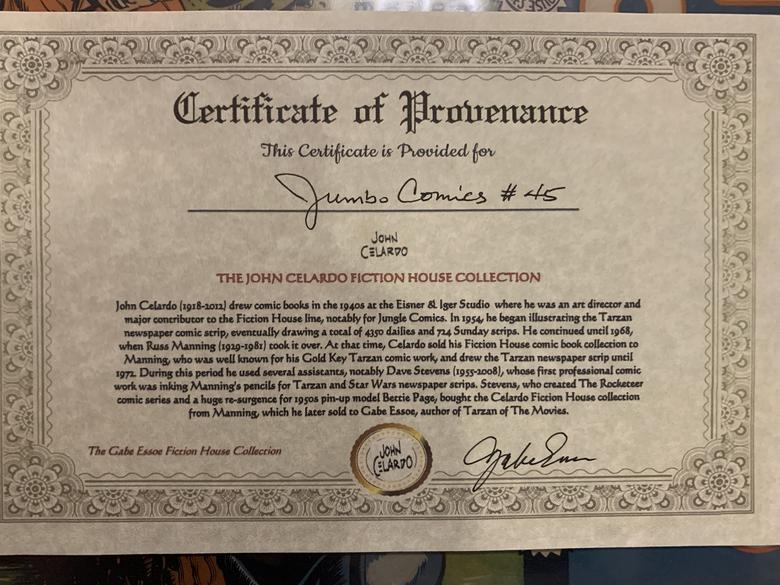 Certificate of Provenance
This Certificate is Provided for
Jumbo Comics # 45
JOHN
CELARDO
THE JOHN CELARDO FICTION HOUSE COLLECTION
John Celardo (1918-2012) drew comic books in the 1940s at the Eisner & Iger Studio where he was an art director and
major contributor to the Fiction House line, notably for Jungle Comics. In 1954, he began illustrating the Tarzan
newspaper comic strip, eventually drawing a total of 4350 dailies and 724 Sunday strips. He continued until 1968,
when Russ Manning (1929-1981) took it over. At that time, Celardo sold his Fiction House comic book collection to
Manning, who was well known for his Gold Key Tarzan comic work, and drew the Tarzan newspaper strip until
1972. During this period he used several assistants, notably Dave Stevens (1955-2008), whose first professional comic
work was inking Manning's pencils for Tarzan and Star Wars newspaper strips. Stevens, who created The Rocketeer
comic series and a huge re-surgence for 1950s pin-up model Bettie Page, bought the Celardo Fiction House collection
from Manning, which he later sold to Gabe Essoe, author of Tarzan of The Movies.
The Gabe Essoe Fiction House Collection
JOHN
CELARDO
Gabe Essoe